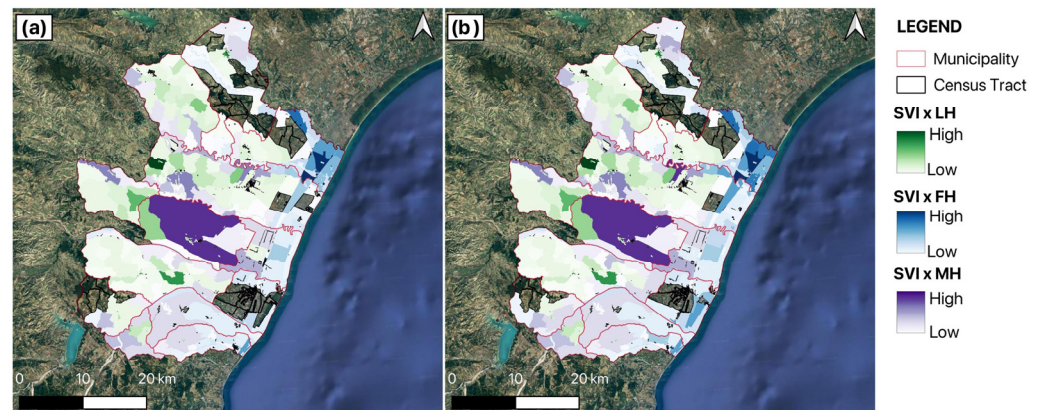 (a)
(b)
LEGEND
Municipality
Census Tract
SVI x LH
High
Low
SVI x FH
High
Low
SVI x MH
High
Low
0 10 20 km
0 10 20 km